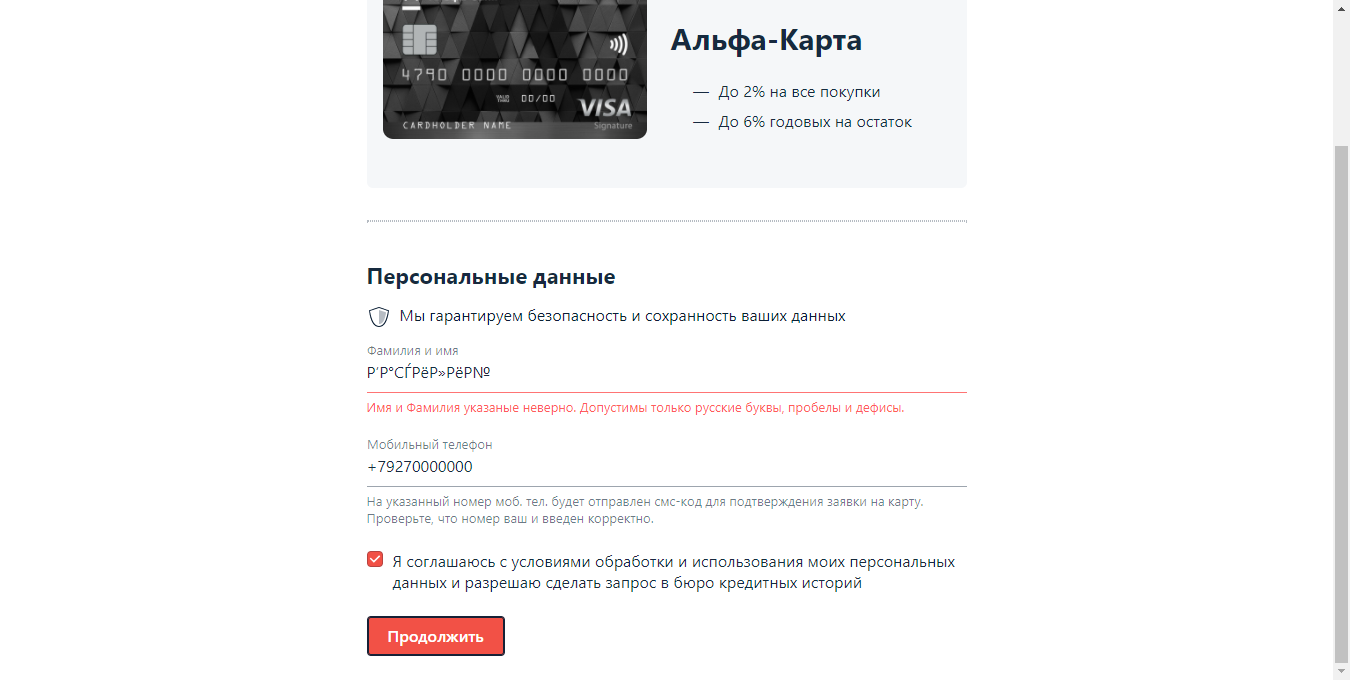 4790 0000 0000 0000
VALID THRU 00/00
VISA
CARDHOLDER NAME
Signature
Альфа-Карта
— До 2% на все покупки
— До 6% годовых на остаток
Персональные данные
Мы гарантируем безопасность и сохранность ваших данных
Фамилия и имя
Р’Р°СЃРёР»РёР№
Имя и Фамилия указаные неверно. Допустимы только русские буквы, пробелы и дефисы.
Мобильный телефон
+79270000000
На указанный номер моб. тел. будет отправлен смс-код для подтверждения заявки на карту.
Проверьте, что номер ваш и введен корректно.
Я соглашаюсь с условиями обработки и использования моих персональных
данных и разрешаю сделать запрос в бюро кредитных историй
Продолжить